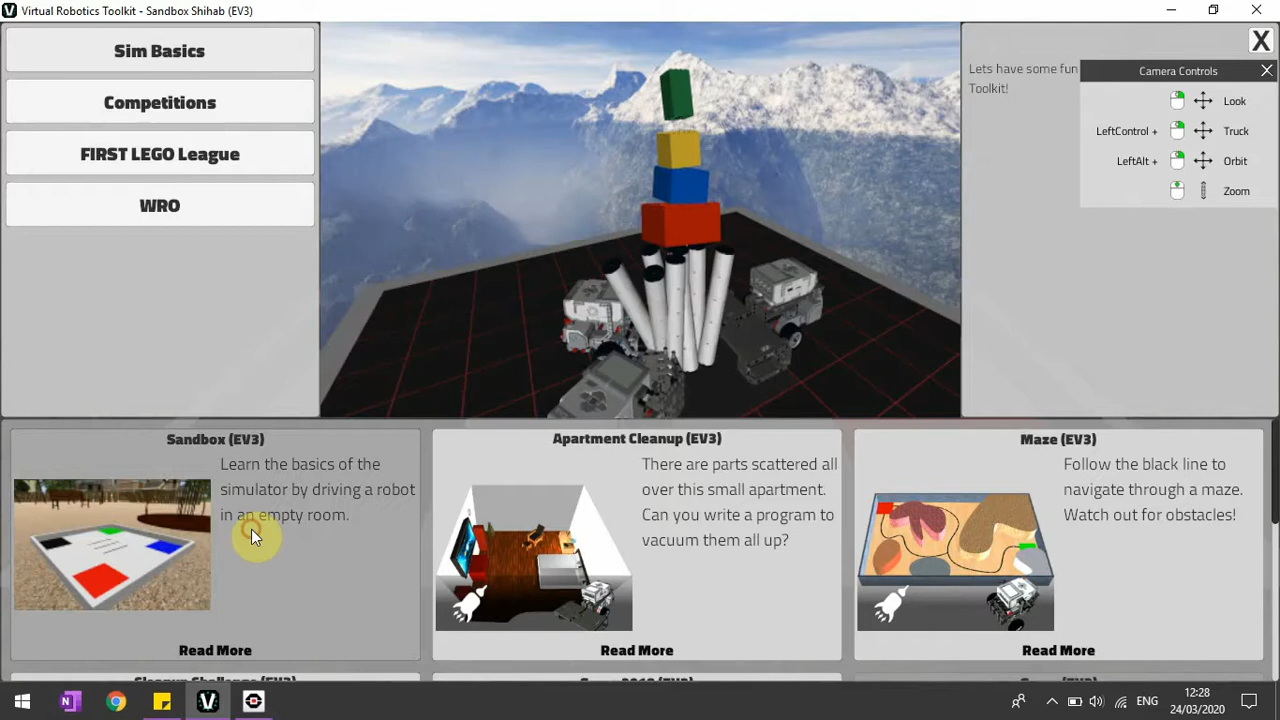 Virtual Robotics Toolkit - Sandbox Shihab (EV3)
Sim Basics
Competitions
FIRST LEGO League
WRO
Lets have some fun
Toolkit!
X
Camera Controls
Look
LeftControl +
Truck
LeftAlt +
Orbit
Zoom
Sandbox (EV3)
Learn the basics of the
simulator by driving a robot
in an empty room.
Read More
Apartment Cleanup (EV3)
There are parts scattered all
over this small apartment.
Can you write a program to
vacuum them all up?
Read More
Maze (EV3)
Follow the black line to
navigate through a maze.
Watch out for obstacles!
Read More
Cleanup Challenge (EV3)
ENG
12:28
24/03/2020